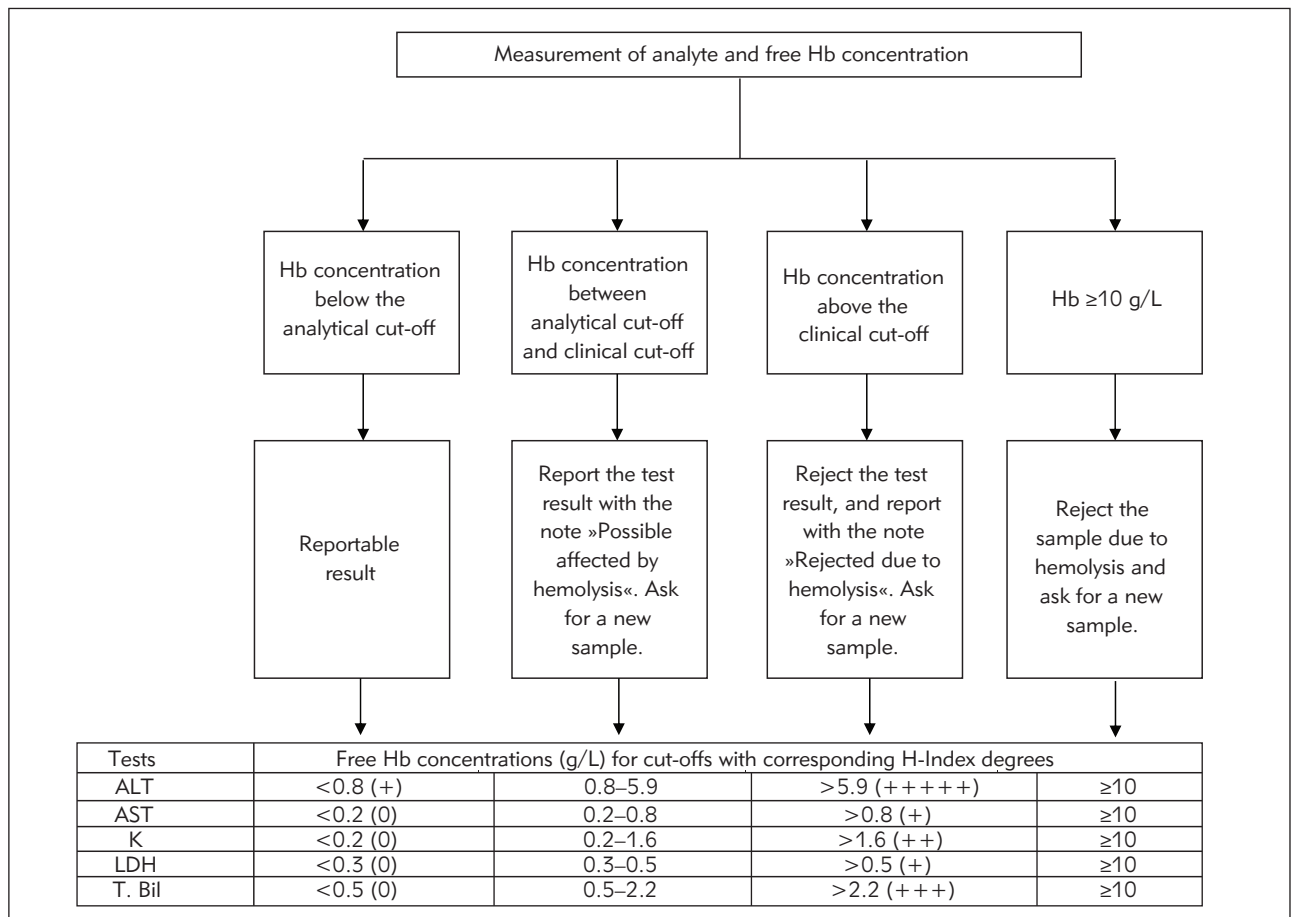 Measurement of analyte and free Hb concentration
Hb concentration
below the
analytical cut-off
Hb concentration
between
analytical cut-off
and clinical cut-off
Hb concentration
above the
clinical cut-off
Hb ≥10 g/L
Reportable
result
Report the test
result with the
note »Possible
affected by
hemolysis«. Ask
for a new
sample.
Reject the test
result, and report
with the note
»Rejected due to
hemolysis«. Ask
for a new
sample.
Reject the
sample due to
hemolysis and
ask for a new
sample.
Tests Free Hb concentrations (g/L) for cut-offs with corresponding H-Index degrees
ALT <0.8 (+) 0.8–5.9 >5.9 (+++++) ≥10
AST <0.2 (0) 0.2–0.8 >0.8 (+) ≥10
K <0.2 (0) 0.2–1.6 >1.6 (++) ≥10
LDH <0.3 (0) 0.3–0.5 >0.5 (+) ≥10
T. Bil <0.5 (0) 0.5–2.2 >2.2 (+++) ≥10